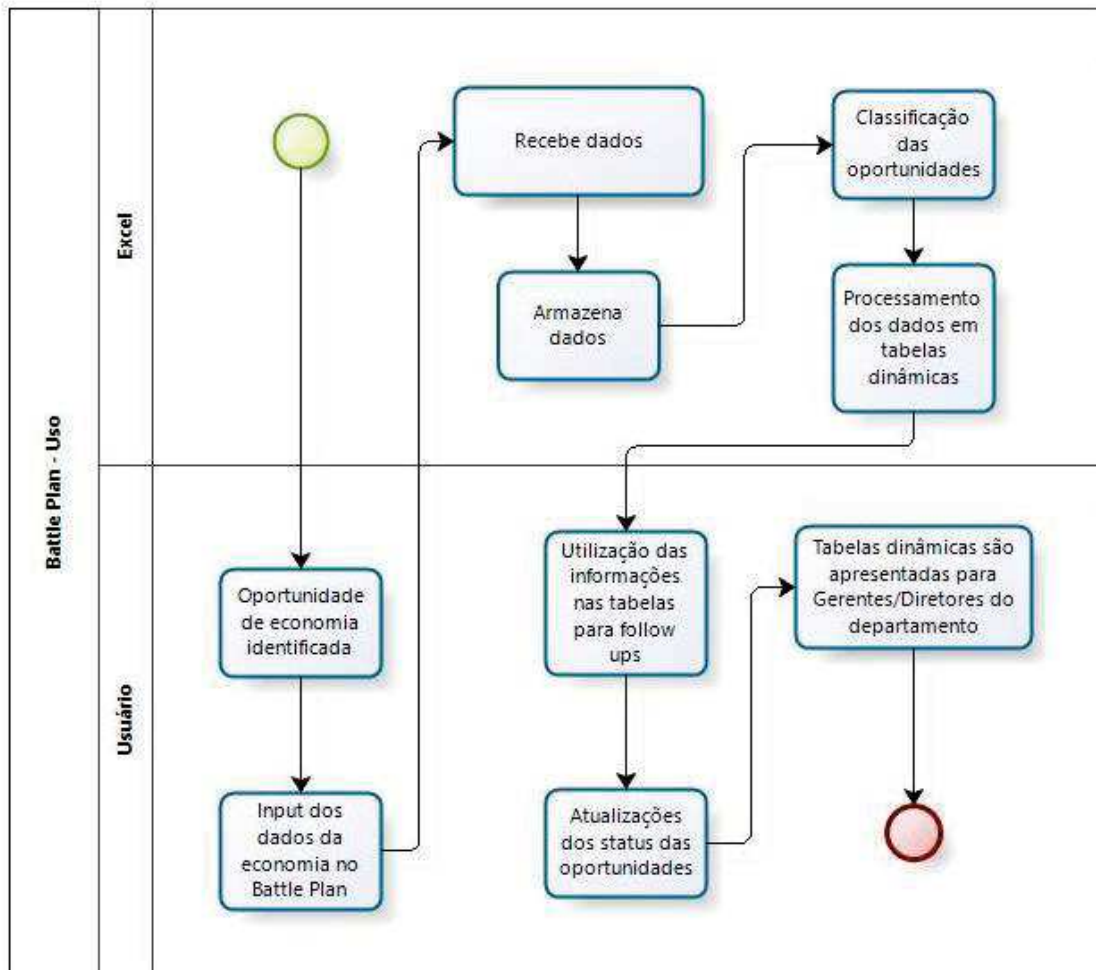 Battle Plan - Uso
Excel
Recebe dados
Armazena
dados
Classificação
das
oportunidades
Processamento
dos dados em
tabelas
dinâmicas
Usuário
Oportunidade
de economia
identificada
Input dos
dados da
economia no
Battle Plan
Utilização das
informações
nas tabelas
para follow
ups
Atualizações
dos status das
oportunidades
Tabelas dinâmicas são
apresentadas para
Gerentes/Diretores do
departamento